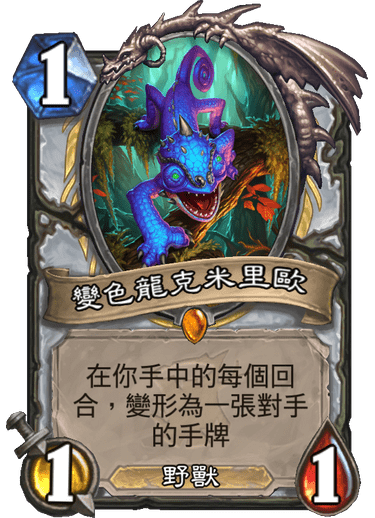 1
變色龍克米里歐
在你手中的每個回
合，變形為一張對手
的手牌
1
野獸
1